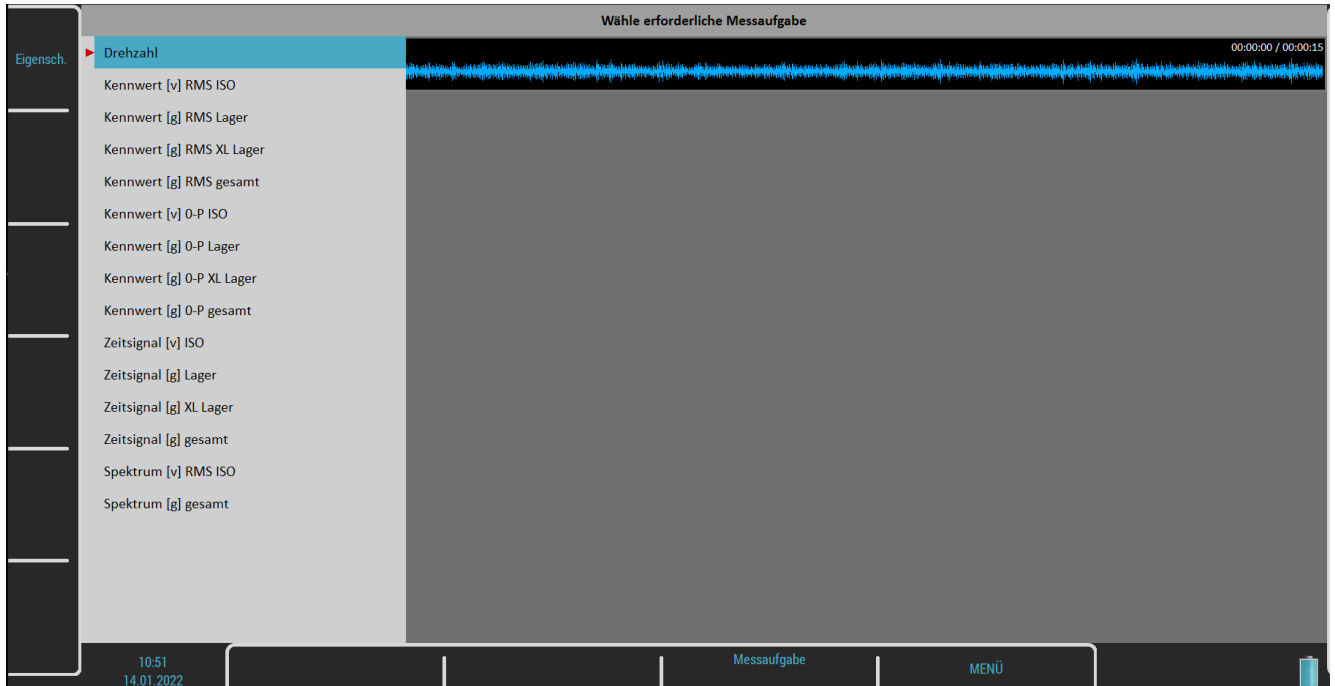 Wähle erforderliche Messaufgabe
Eigensch.
Drehzahl
00:00:00 / 00:00:15
Kennwert [v] RMS ISO
Kennwert [g] RMS Lager
Kennwert [g] RMS XL Lager
Kennwert [g] RMS gesamt
Kennwert [v] 0-P ISO
Kennwert [g] 0-P Lager
Kennwert [g] 0-P XL Lager
Kennwert [g] 0-P gesamt
Zeitsignal [v] ISO
Zeitsignal [g] Lager
Zeitsignal [g] XL Lager
Zeitsignal [g] gesamt
Spektrum [v] RMS ISO
Spektrum [g] gesamt
10:51
14.01.2022
Messaufgabe
MENÜ